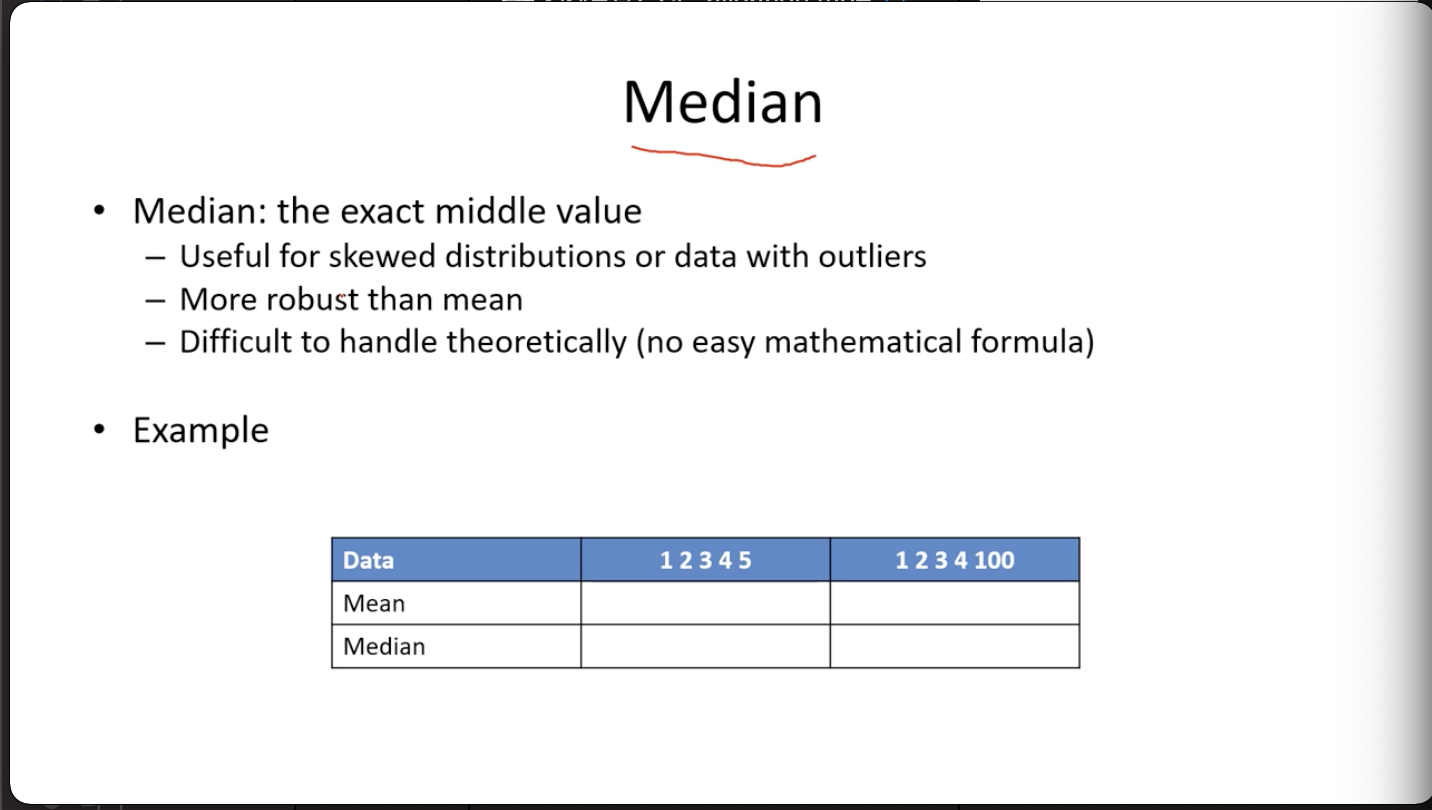 Median
• Median: the exact middle value
– Useful for skewed distributions or data with outliers
– More robust than mean
– Difficult to handle theoretically (no easy mathematical formula)
• Example
Data 1 2 3 4 5 1 2 3 4 100
Mean
Median